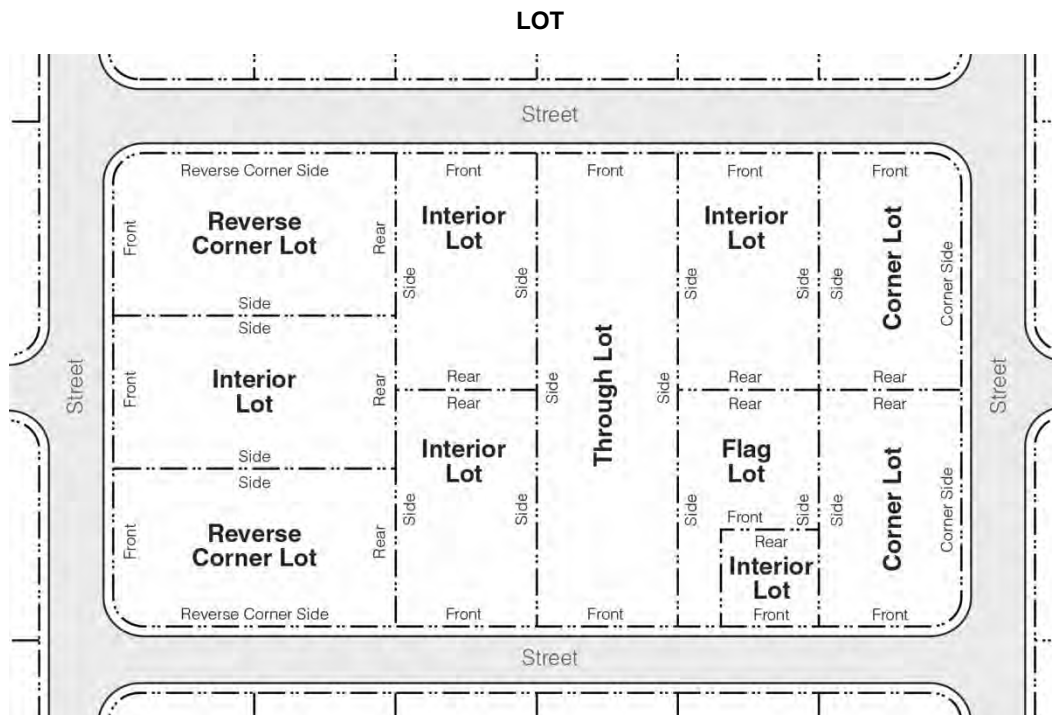 LOT
Street
Reverse Corner Side
Front
Front
Front
Front
Front
Reverse
Corner Lot
Rear
Interior
Lot
Interior
Lot
Corner Lot
Corner Side
Side
Side
Side
Side
Side
Side
Side
Street
Front
Interior
Lot
Rear
Rear
Rear
Side
Through Lot
Side
Rear
Rear
Rear
Rear
Street
Side
Side
Interior
Lot
Flag
Lot
Corner Lot
Corner Side
Front
Reverse
Corner Lot
Rear
Side
Side
Side
Side
Side
Front
Rear
Interior
Lot
Reverse Corner Side
Front
Front
Front
Front
Street